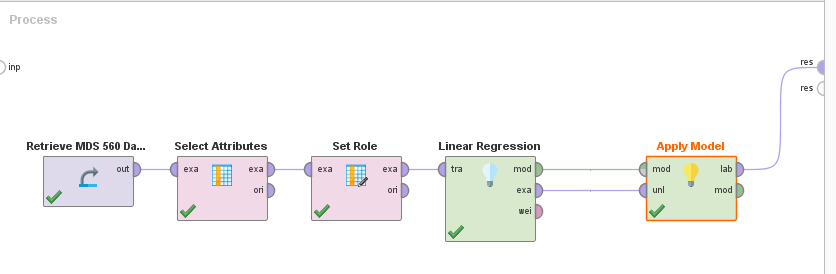 Process
inp
res
res
Retrieve MDS 560 Da...
out
Select Attributes
exa
exa
ori
Set Role
exa
exa
ori
Linear Regression
tra
mod
exa
wei
Apply Model
mod
lab
unl
mod